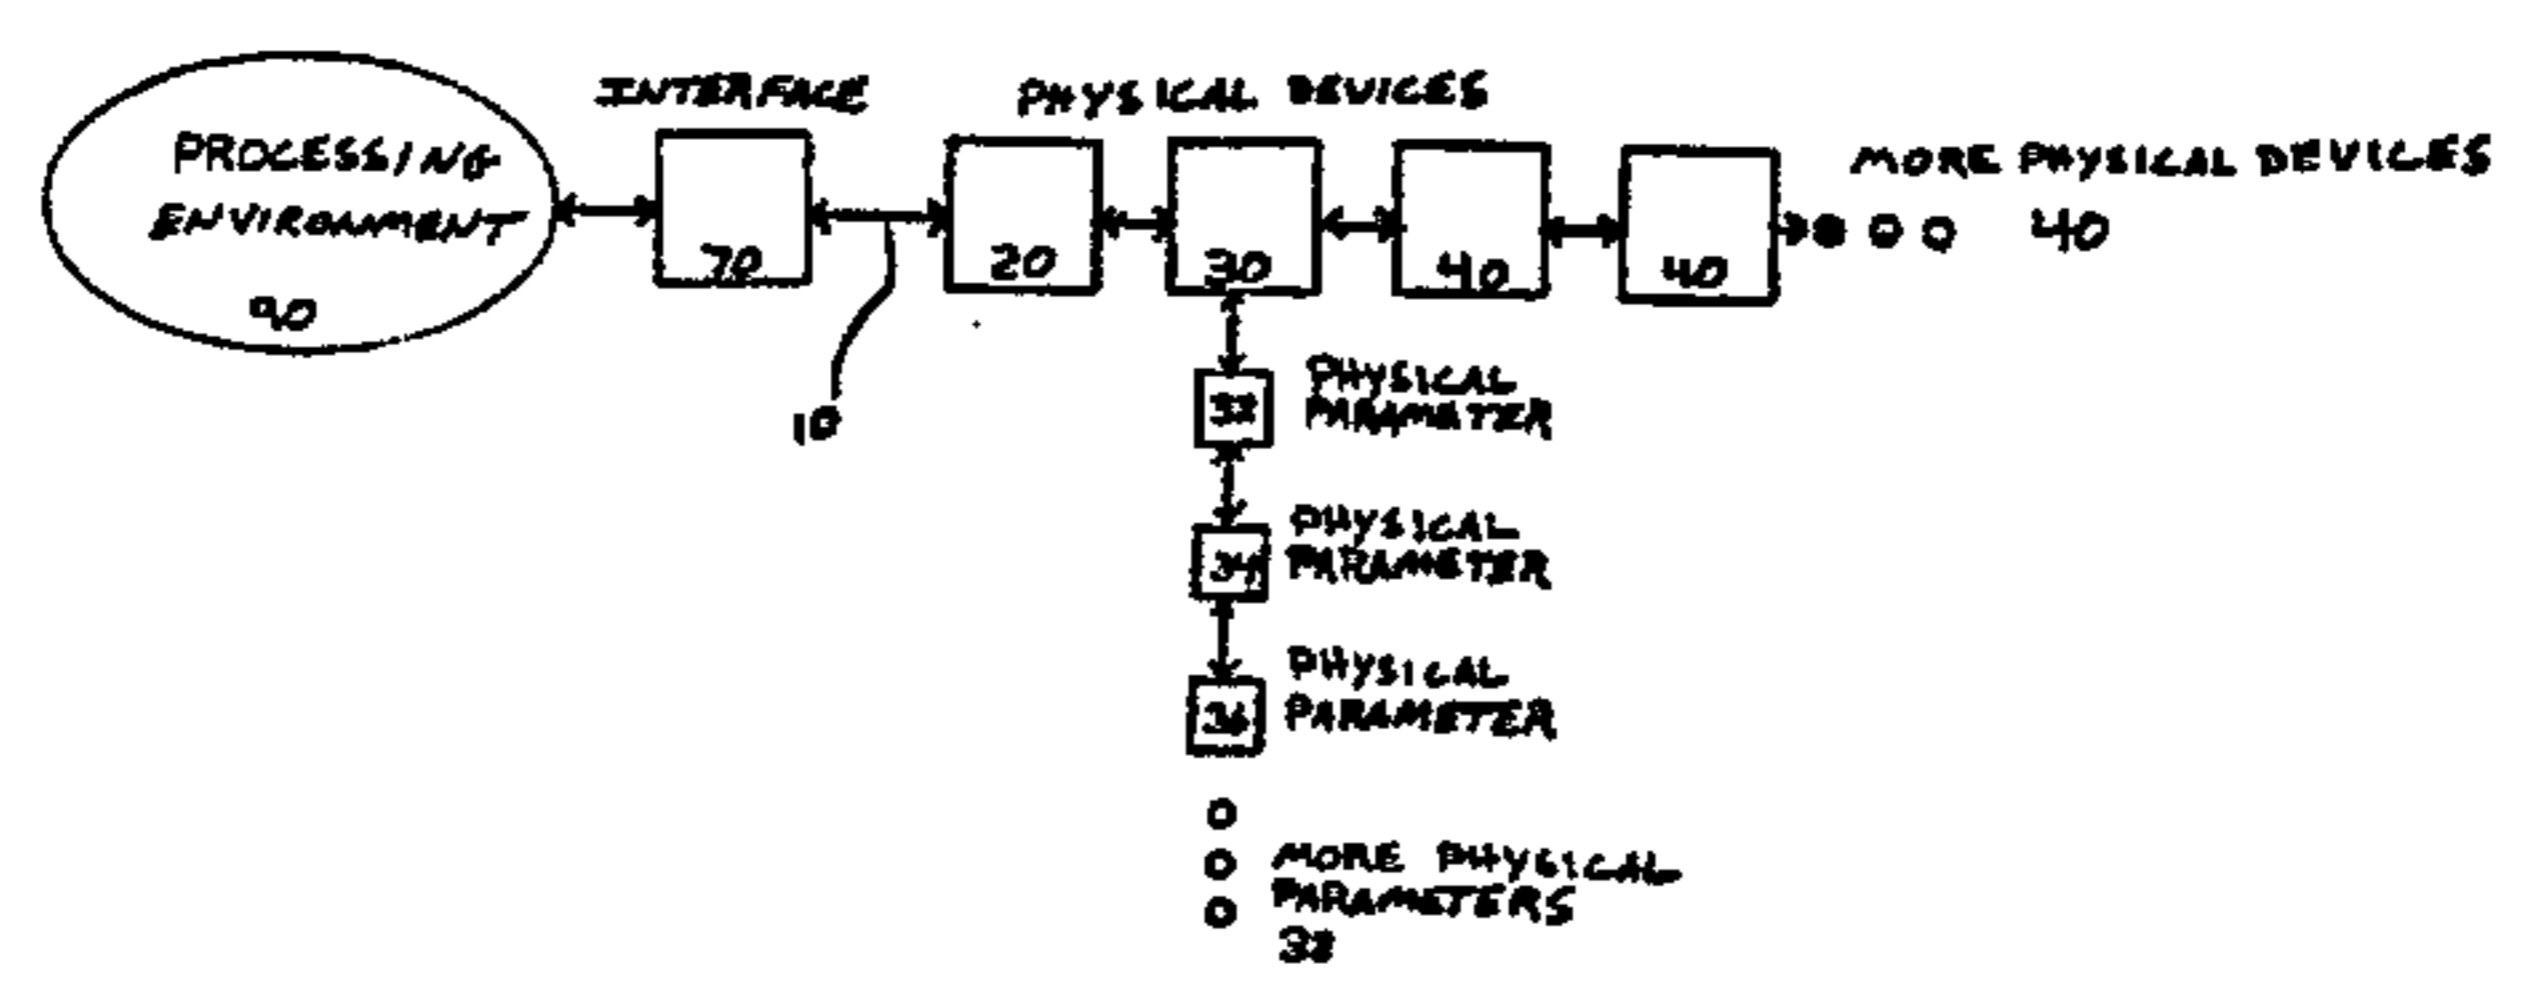 INTERFACE
PHYSICAL DEVICES
PROCESSING
ENVIRONMENT
90
70
20
30
40
40
MORE PHYSICAL DEVICES
40
10
PHYSICAL
PARAMETER
34
PHYSICAL
PARAMETER
36
PHYSICAL
PARAMETER
MORE PHYSICAL
PARAMETERS
38